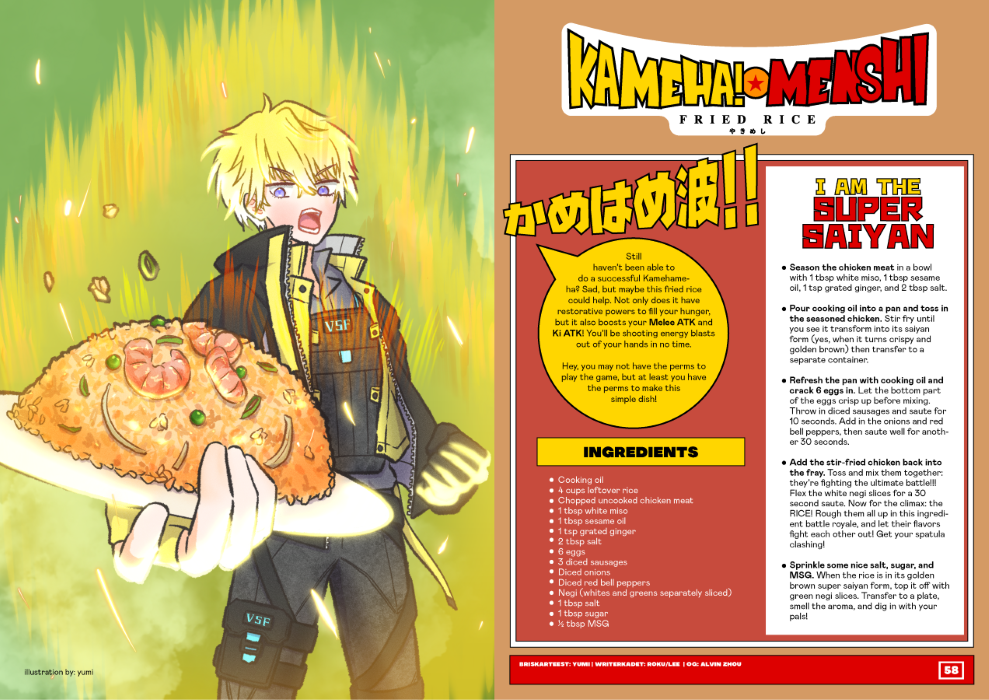 VSF
VSF
Illustration by: yumi
KAMEHA!★MENSHI
FRIED RICE
やきめし
かめはめ波!!
Still
haven't been able to
do a successful Kamehame-
ha? Sad, but maybe this fried rice
could help. Not only does it have
restorative powers to fill your hunger,
but it also boosts your Melee ATK and
Ki ATK! You'll be shooting energy blasts
out of your hands in no time.
Hey, you may not have the perms to
play the game, but at least you have
the perms to make this
simple dish!
INGREDIENTS
● Cooking oil
● 4 cups leftover rice
● Chopped uncooked chicken meat
● 1 tbsp white miso
● 1 tbsp sesame oil
● 1 tsp grated ginger
● 2 tbsp salt
● 6 eggs
● 3 diced sausages
● Diced onions
● Diced red bell peppers
● Negi (whites and greens separately sliced)
● 1 tbsp salt
● 1 tbsp sugar
● ½ tbsp MSG
I AM THE
SUPER
SAIYAN
● Season the chicken meat in a bowl
with 1 tbsp white miso, 1 tbsp sesame
oil, 1 tsp grated ginger, and 2 tbsp salt.
● Pour cooking oil into a pan and toss in
the seasoned chicken. Stir fry until
you see it transform into its saiyan
form (yes, when it turns crispy and
golden brown) then transfer to a
separate container.
● Refresh the pan with cooking oil and
crack 6 eggs in. Let the bottom part
of the eggs crisp up before mixing.
Throw in diced sausages and saute for
10 seconds. Add in the onions and red
bell peppers, then saute well for anoth-
er 30 seconds.
● Add the stir-fried chicken back into
the fray. Toss and mix them together:
they're fighting the ultimate battle!!!
Flex the white negi slices for a 30
second saute. Now for the climax: the
RICE! Rough them all up in this ingredi-
ent battle royale, and let their flavors
fight each other out! Get your spatula
clashing!
● Sprinkle some nice salt, sugar, and
MSG. When the rice is in its golden
brown super saiyan form, top it off with
green negi slices. Transfer to a plate,
smell the aroma, and dig in with your
pals!
BRISKARTEEST: YUMI | WRITERKADET: ROKU/LEE | OG: ALVIN ZHOU
58